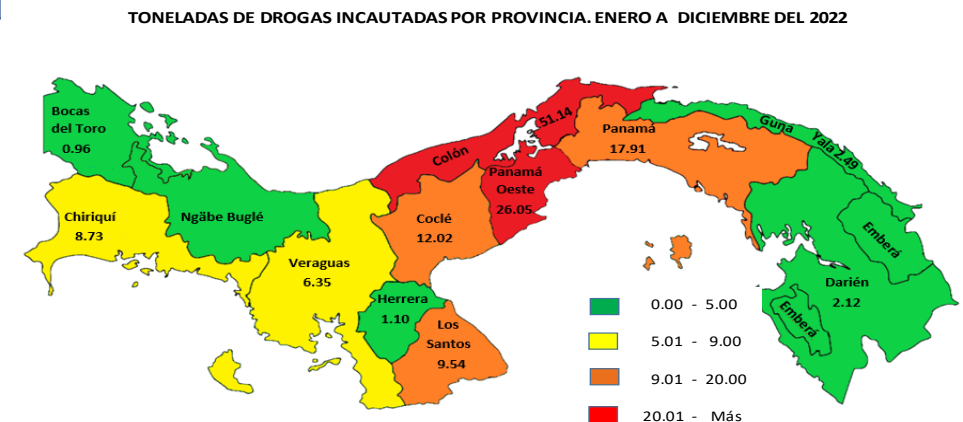 TONELADAS DE DROGAS INCAUTADAS POR PROVINCIA. ENERO A DICIEMBRE DEL 2022
Bocas
del Toro
0.96
Chiriquí
8.73
Ngäbe Buglé
Veraguas
6.35
Herrera
1.10
Los
Santos
9.54
Coclé
12.02
Colón
51.14
Panamá
Oeste
26.05
Panamá
17.91
Guna
Yala 2.49
Emberá
Darién
2.12
Emberá
0.00 - 5.00
5.01 - 9.00
9.01 - 20.00
20.01 - Más